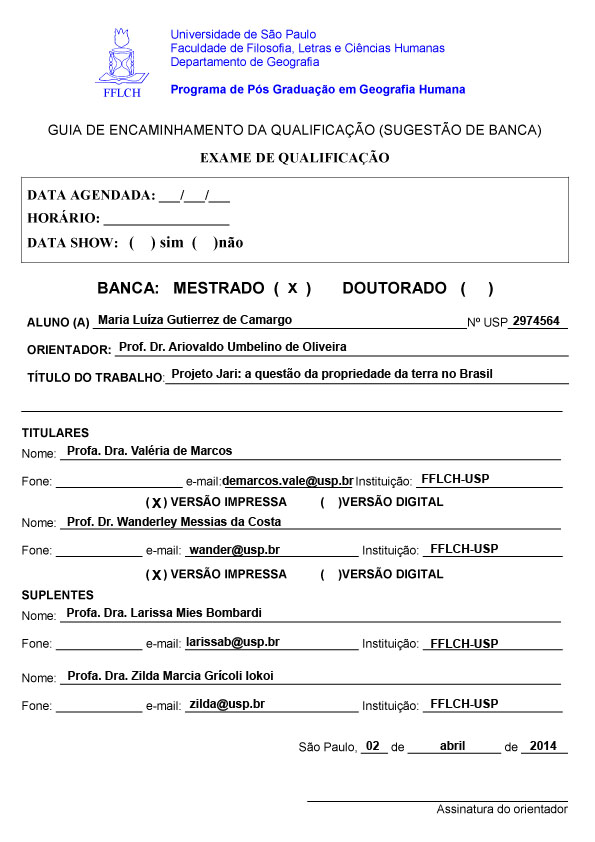 Universidade de São Paulo
Faculdade de Filosofia, Letras e Ciências Humanas
Departamento de Geografia
FFLCH
Programa de Pós Graduação em Geografia Humana
GUIA DE ENCAMINHAMENTO DA QUALIFICAÇÃO (SUGESTÃO DE BANCA)
EXAME DE QUALIFICAÇÃO
DATA AGENDADA: ___/___/___
HORÁRIO: __________________
DATA SHOW: (   ) sim (   )não
BANCA: MESTRADO ( X ) DOUTORADO (   )
ALUNO (A) Maria Luíza Gutierrez de Camargo Nº USP 2974564
ORIENTADOR: Prof. Dr. Ariovaldo Umbelino de Oliveira
TÍTULO DO TRABALHO: Projeto Jari: a questão da propriedade da terra no Brasil
TITULARES
Nome: Profa. Dra. Valéria de Marcos
Fone: _____________ e-mail:demarcos.vale@usp.br Instituição: FFLCH-USP
( X ) VERSÃO IMPRESSA (   )VERSÃO DIGITAL
Nome: Prof. Dr. Wanderley Messias da Costa
Fone: _____________ e-mail: wander@usp.br Instituição: FFLCH-USP
( X ) VERSÃO IMPRESSA (   )VERSÃO DIGITAL
SUPLENTES
Nome: Profa. Dra. Larissa Mies Bombardi
Fone: _____________ e-mail: larissab@usp.br Instituição: FFLCH-USP
Nome: Profa. Dra. Zilda Marcia Grícoli Iokoi
Fone: _____________ e-mail: zilda@usp.br Instituição: FFLCH-USP
São Paulo, 02 de abril de 2014
Assinatura do orientador